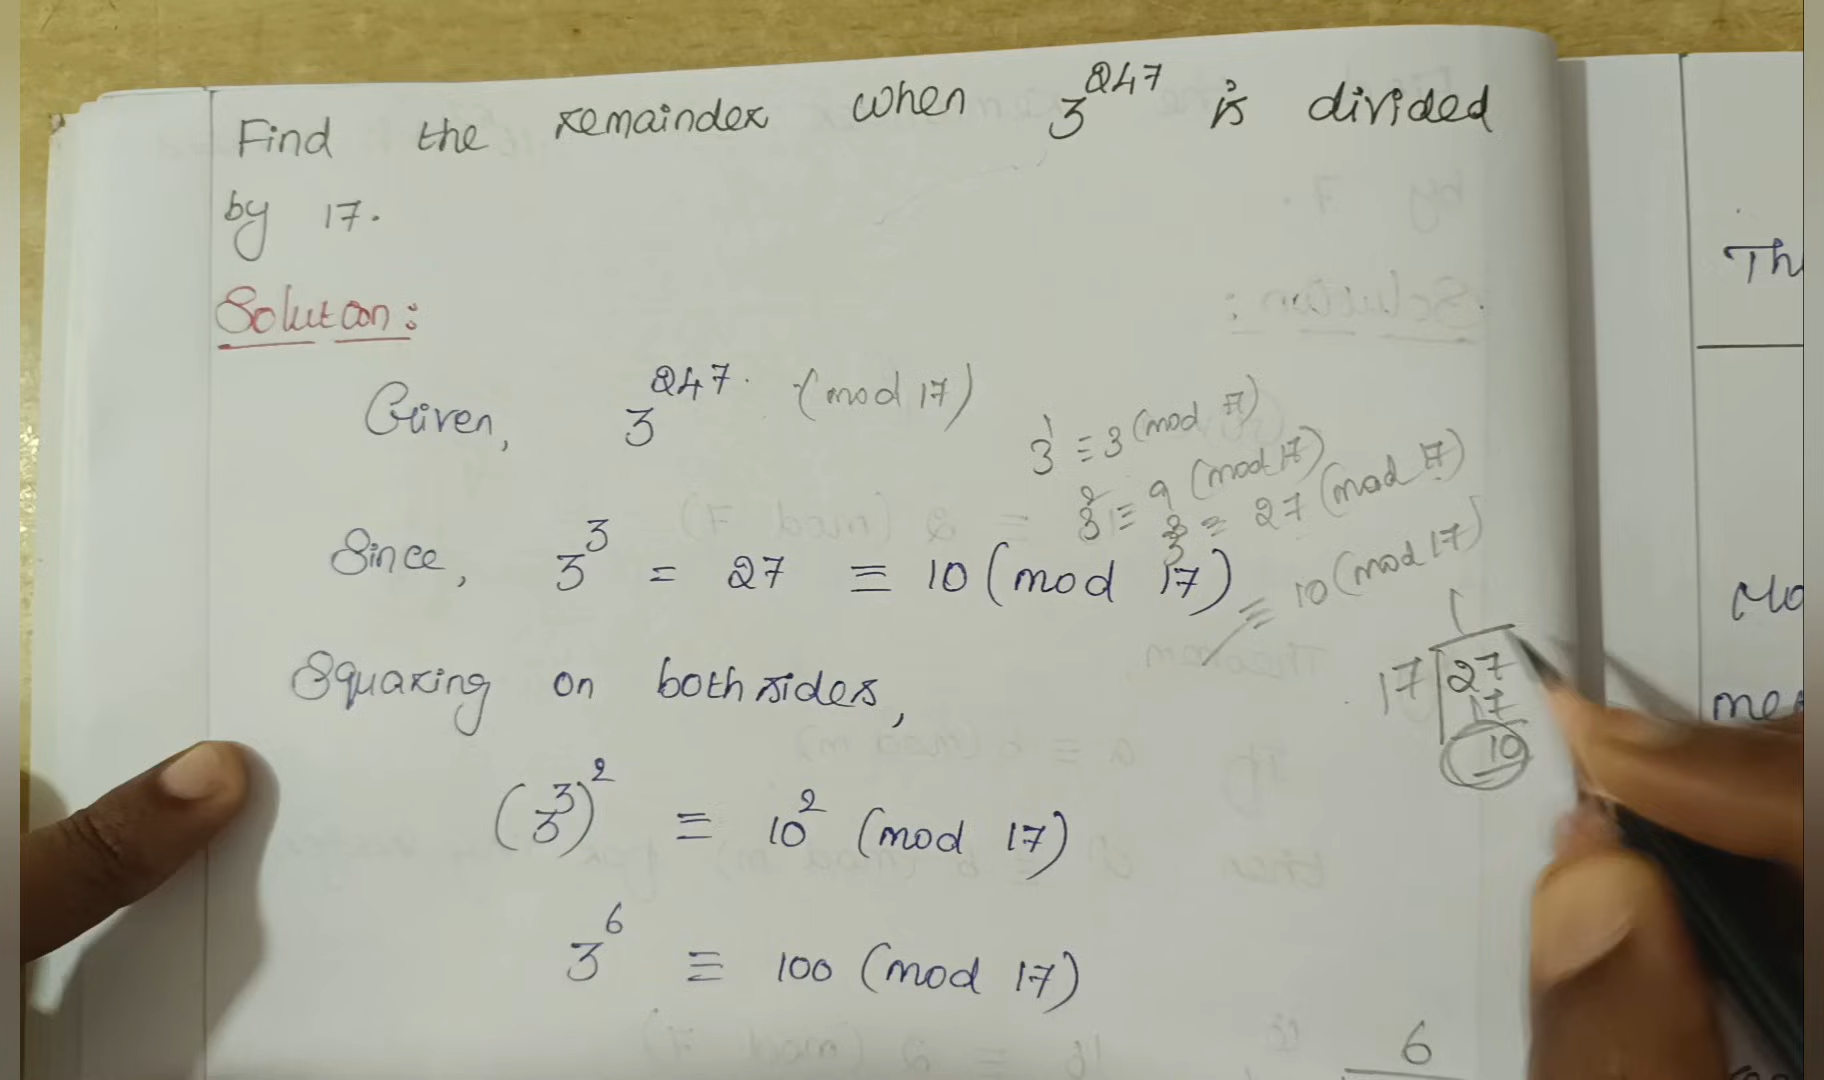 Find the remainder when 3^247 is divided
by 17.
Solution:
Given, 3^247 (mod 17)
3^1 ≡ 3 (mod 17)
3^2 ≡ 9 (mod 17)
3^3 ≡ 27 (mod 17)
≡ 10 (mod 17)
Since, 3^3 = 27 ≡ 10 (mod 17)
17 27
17
10
Squaring on both sides,
(3^3)^2 ≡ 10^2 (mod 17)
3^6 ≡ 100 (mod 17)
6
Th